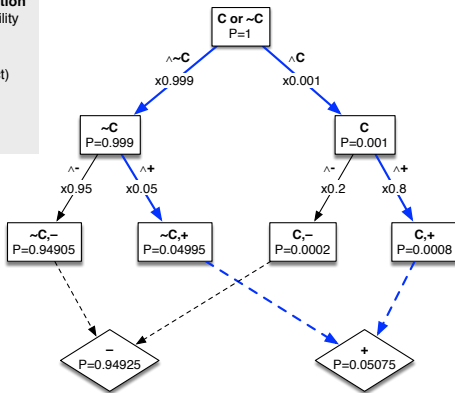 tion
ility
t)
C or ~C
P=1
^~C
x0.999
^C
x0.001
~C
P=0.999
C
P=0.001
^-
x0.95
^+
x0.05
^-
x0.2
^+
x0.8
~C,–
P=0.94905
~C,+
P=0.04995
C,–
P=0.0002
C,+
P=0.0008
–
P=0.94925
+
P=0.05075